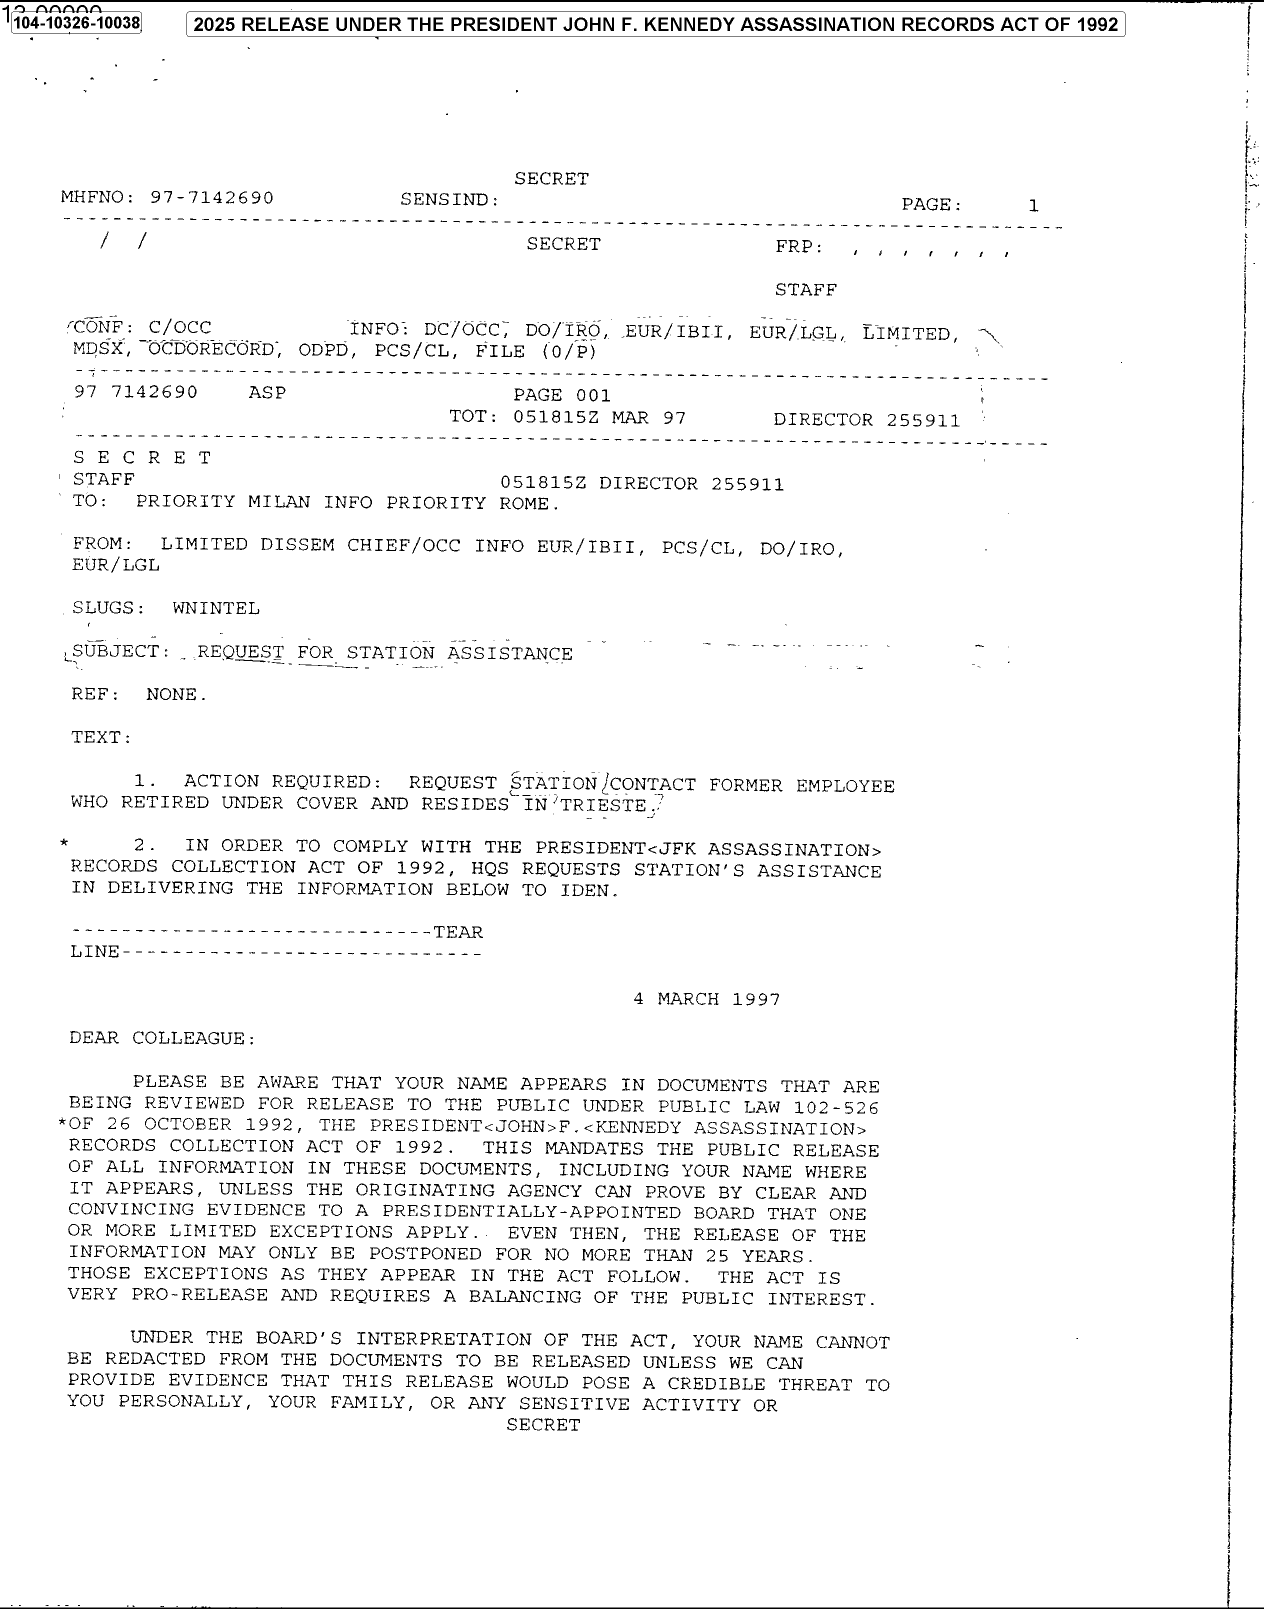 104-10326-10038
2025 RELEASE UNDER THE PRESIDENT JOHN F. KENNEDY ASSASSINATION RECORDS ACT OF 1992
SECRET
MHFNO: 97-7142690 SENSIND: PAGE: 1
/ / SECRET FRP: , , , , , , ,
STAFF
CONF: C/OCC INFO: DC/OCC, DO/IRO, EUR/IBII, EUR/LGL, LIMITED,
MDSX, OCDORECORD, ODPD, PCS/CL, FILE (0/P)
97 7142690 ASP PAGE 001
TOT: 051815Z MAR 97 DIRECTOR 255911
S E C R E T
STAFF 051815Z DIRECTOR 255911
TO: PRIORITY MILAN INFO PRIORITY ROME.
FROM: LIMITED DISSEM CHIEF/OCC INFO EUR/IBII, PCS/CL, DO/IRO,
EUR/LGL
SLUGS: WNINTEL
SUBJECT: REQUEST FOR STATION ASSISTANCE
REF: NONE.
TEXT:
1. ACTION REQUIRED: REQUEST STATION CONTACT FORMER EMPLOYEE
WHO RETIRED UNDER COVER AND RESIDES IN TRIESTE.
* 2. IN ORDER TO COMPLY WITH THE PRESIDENT<JFK ASSASSINATION>
RECORDS COLLECTION ACT OF 1992, HQS REQUESTS STATION'S ASSISTANCE
IN DELIVERING THE INFORMATION BELOW TO IDEN.
-----------------------------TEAR
LINE-----------------------------
4 MARCH 1997
DEAR COLLEAGUE:
PLEASE BE AWARE THAT YOUR NAME APPEARS IN DOCUMENTS THAT ARE
BEING REVIEWED FOR RELEASE TO THE PUBLIC UNDER PUBLIC LAW 102-526
*OF 26 OCTOBER 1992, THE PRESIDENT<JOHN>F.<KENNEDY ASSASSINATION>
RECORDS COLLECTION ACT OF 1992. THIS MANDATES THE PUBLIC RELEASE
OF ALL INFORMATION IN THESE DOCUMENTS, INCLUDING YOUR NAME WHERE
IT APPEARS, UNLESS THE ORIGINATING AGENCY CAN PROVE BY CLEAR AND
CONVINCING EVIDENCE TO A PRESIDENTIALLY-APPOINTED BOARD THAT ONE
OR MORE LIMITED EXCEPTIONS APPLY. EVEN THEN, THE RELEASE OF THE
INFORMATION MAY ONLY BE POSTPONED FOR NO MORE THAN 25 YEARS.
THOSE EXCEPTIONS AS THEY APPEAR IN THE ACT FOLLOW. THE ACT IS
VERY PRO-RELEASE AND REQUIRES A BALANCING OF THE PUBLIC INTEREST.
UNDER THE BOARD'S INTERPRETATION OF THE ACT, YOUR NAME CANNOT
BE REDACTED FROM THE DOCUMENTS TO BE RELEASED UNLESS WE CAN
PROVIDE EVIDENCE THAT THIS RELEASE WOULD POSE A CREDIBLE THREAT TO
YOU PERSONALLY, YOUR FAMILY, OR ANY SENSITIVE ACTIVITY OR
SECRET